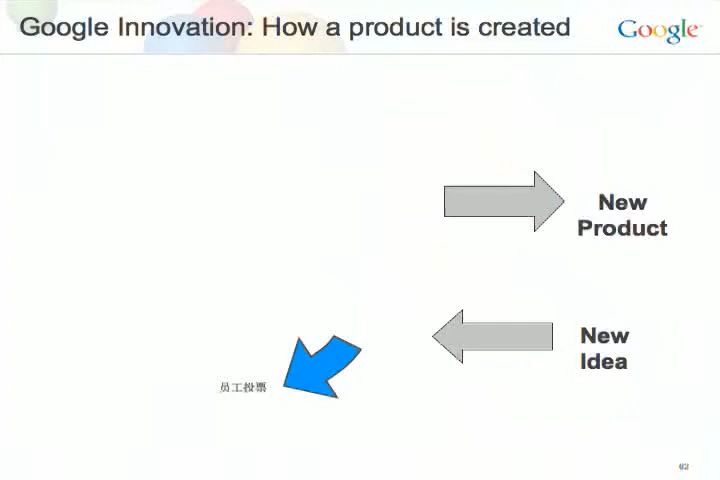 Google Innovation: How a product is created
Google
New
Product
New
Idea
员工投票
62